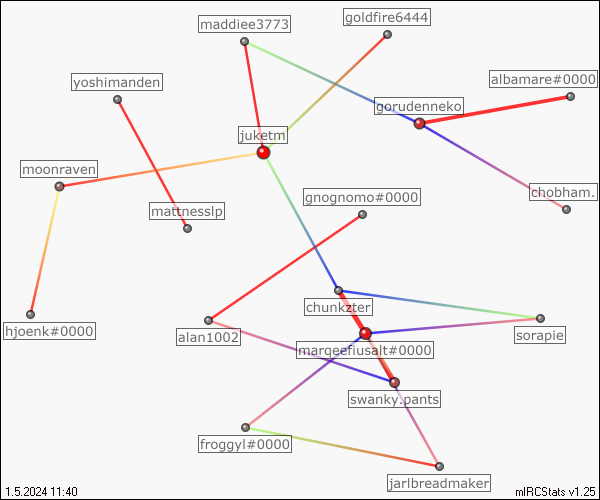 goldfire6444
maddiee3773
albamare#0000
yoshimanden
gorudenneko
juketm
moonraven
chobham.
gnognomo#0000
mattnesslp
chunkzter
hjoenk#0000
alan1002
sorapie
margeefiusalt#0000
swanky.pants
froggyl#0000
jarlbreadmaker
1.5.2024 11:40
mIRCStats v1.25